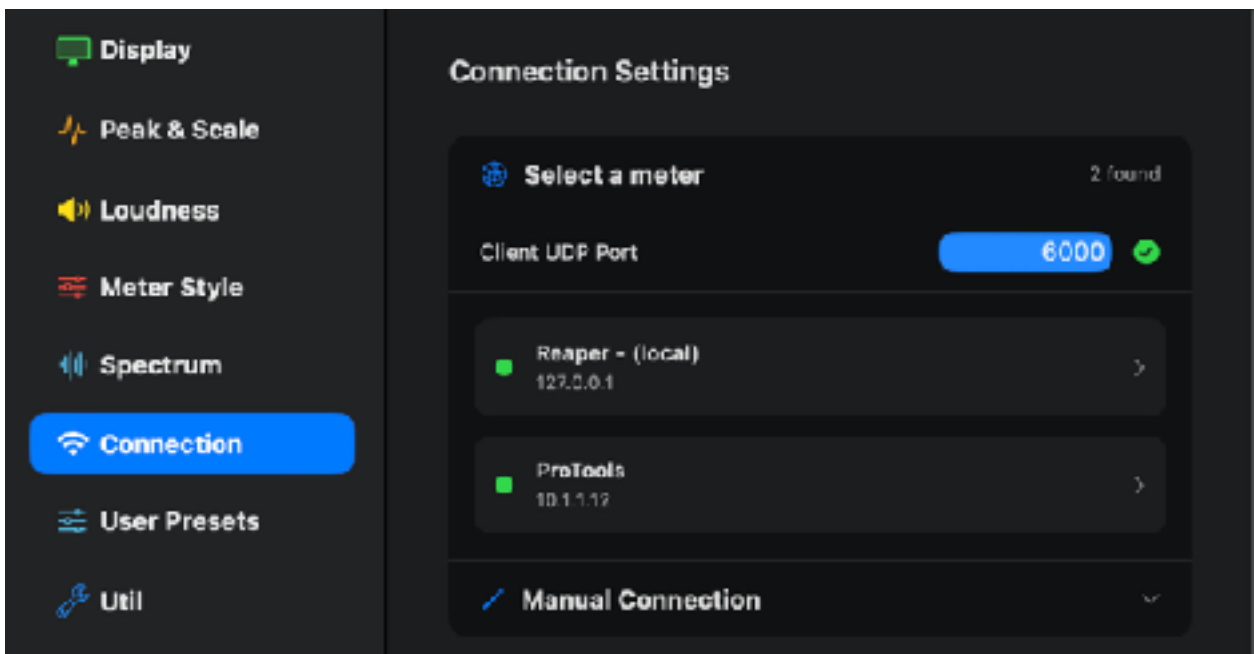 Display
Peak & Scale
Loudness
Meter Style
Spectrum
Connection
User Presets
Util
Connection Settings
Select a meter
2 found
Client UDP Port
6000
Reaper - (local)
127.0.0.1
ProTools
10.1.1.12
Manual Connection